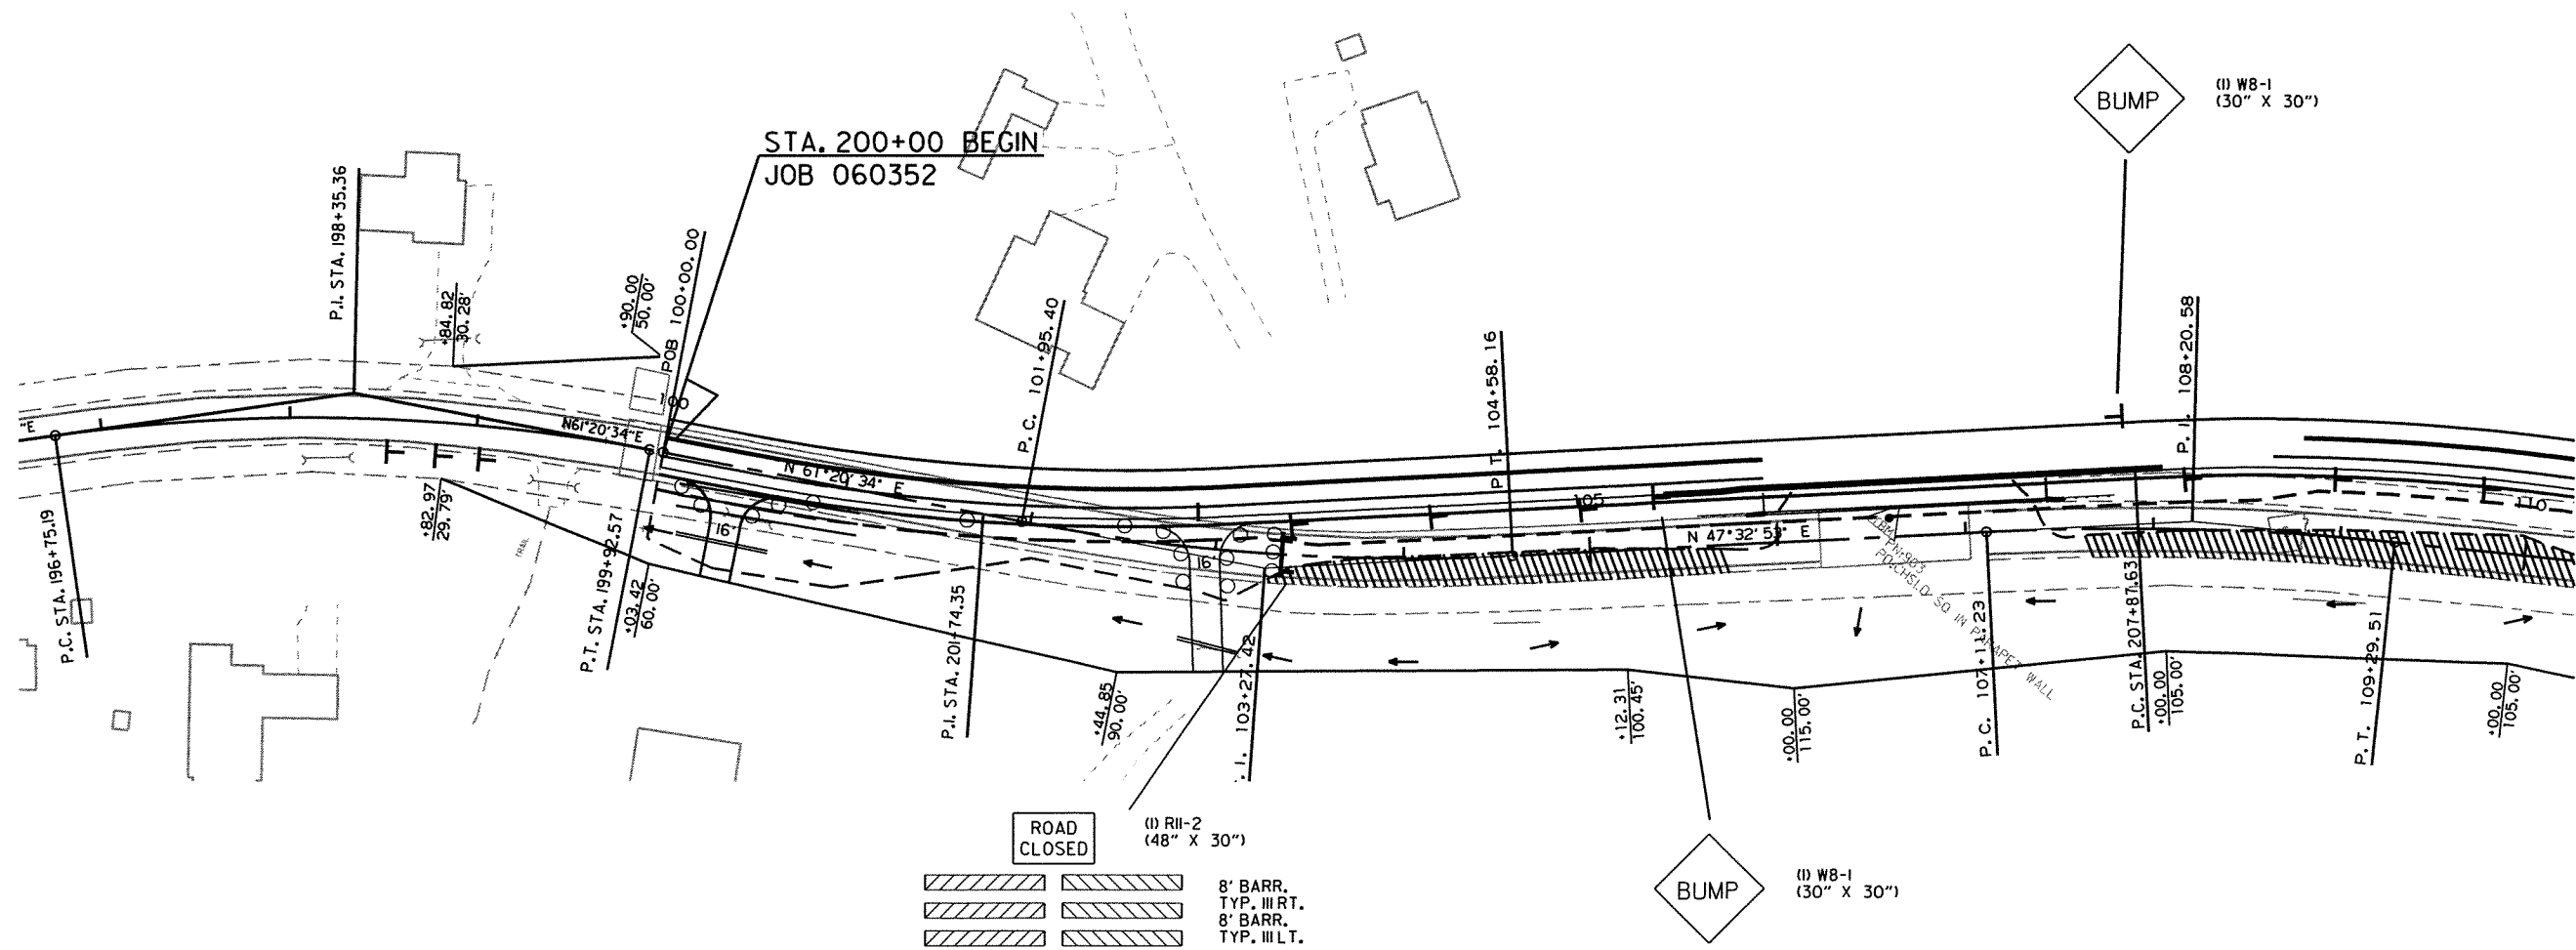 BUMP
(1) W8-1
(30" X 30")
STA. 200+00 BEGIN
JOB 060352
P.I. STA. 198+35.36
+84.82
30.28'
+90.00
50.00'
POB 100+00.00
P.C. 101+95.40
P.T. 104+58.16
P.I. 108+20.58
"E
N61°20'34"E
100
N 61°20'34" E
105
N 47°32'53" E
110
16'
16'
TRAIL
P.C. STA. 196+75.19
+82.97
29.79'
P.T. STA. 199+92.57
+03.42
60.00'
P.I. STA. 201+74.35
+44.85
90.00'
.I. 103+27.42
+12.31
100.45'
+00.00
115.00'
P.C. 107+11.23
P.C. STA. 207+87.63
+00.00
105.00'
P.T. 109+29.51
+00.00
105.00'
SQ IN PARAPET WALL
ROAD
CLOSED
(1) R11-2
(48" X 30")
8' BARR.
TYP. III RT.
8' BARR.
TYP. III LT.
BUMP
(1) W8-1
(30" X 30")